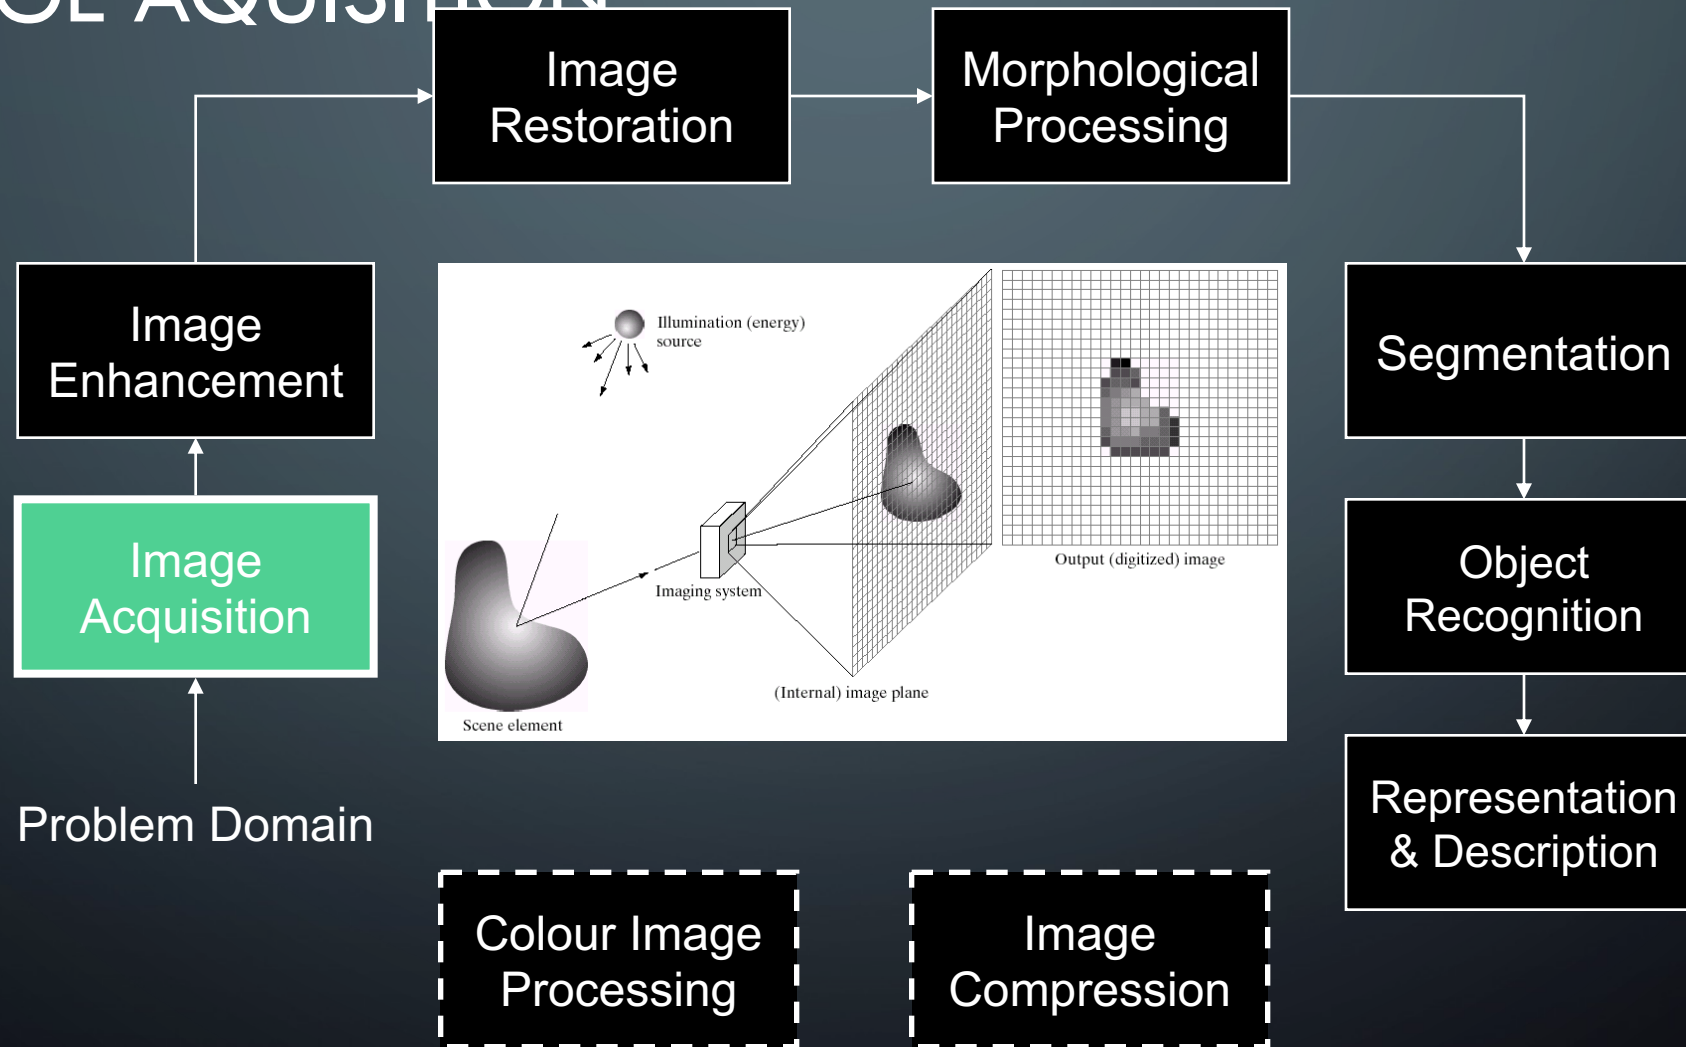 AQUISITION
Image
Restoration
Morphological
Processing
Image
Enhancement
Illumination (energy)
source
Segmentation
Image
Acquisition
Imaging system
Output (digitized) image
Object
Recognition
(Internal) image plane
Scene element
Problem Domain
Representation
& Description
Colour Image
Processing
Image
Compression